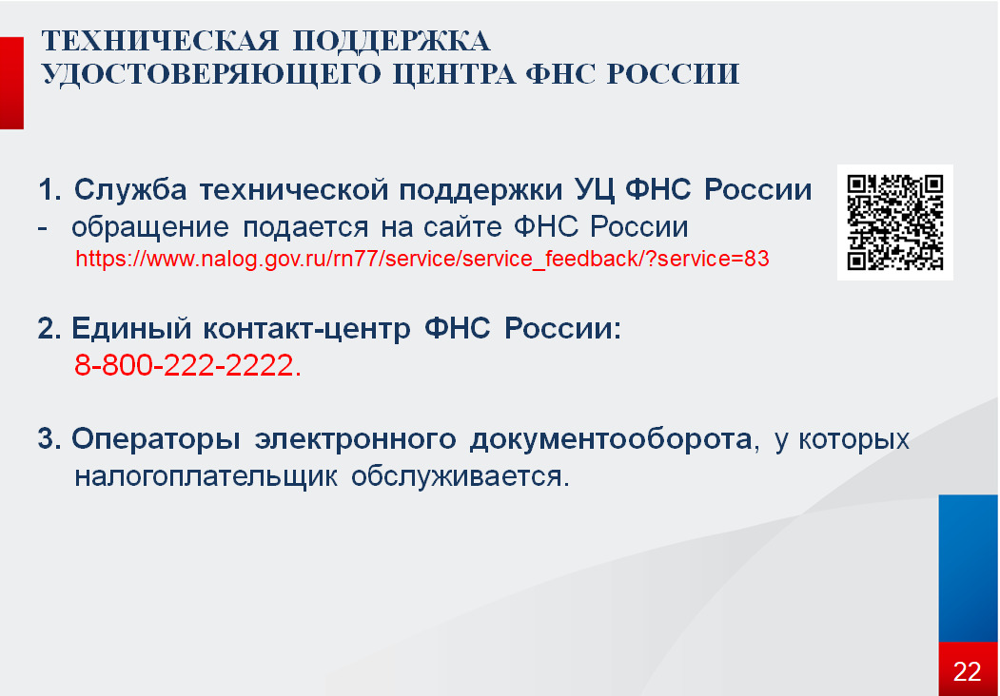 ТЕХНИЧЕСКАЯ ПОДДЕРЖКА
УДОСТОВЕРЯЮЩЕГО ЦЕНТРА ФНС РОССИИ
1. Служба технической поддержки УЦ ФНС России
- обращение подается на сайте ФНС России
https://www.nalog.gov.ru/rn77/service/service_feedback/?service=83
2. Единый контакт-центр ФНС России:
8-800-222-2222.
3. Операторы электронного документооборота, у которых
налогоплательщик обслуживается.
22